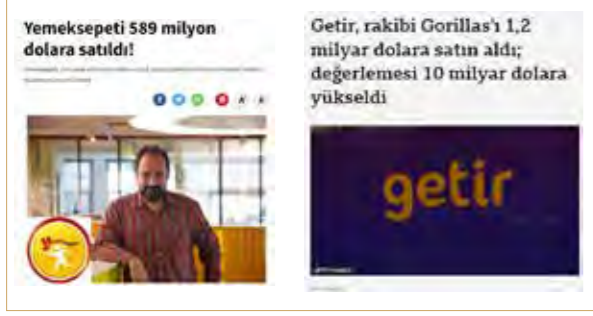 Yemeksepeti 589 milyon
dolara satıldı!
Getir, rakibi Gorillas'ı 1,2
milyar dolara satın aldı;
değerlemesi 10 milyar dolara
yükseldi
getir